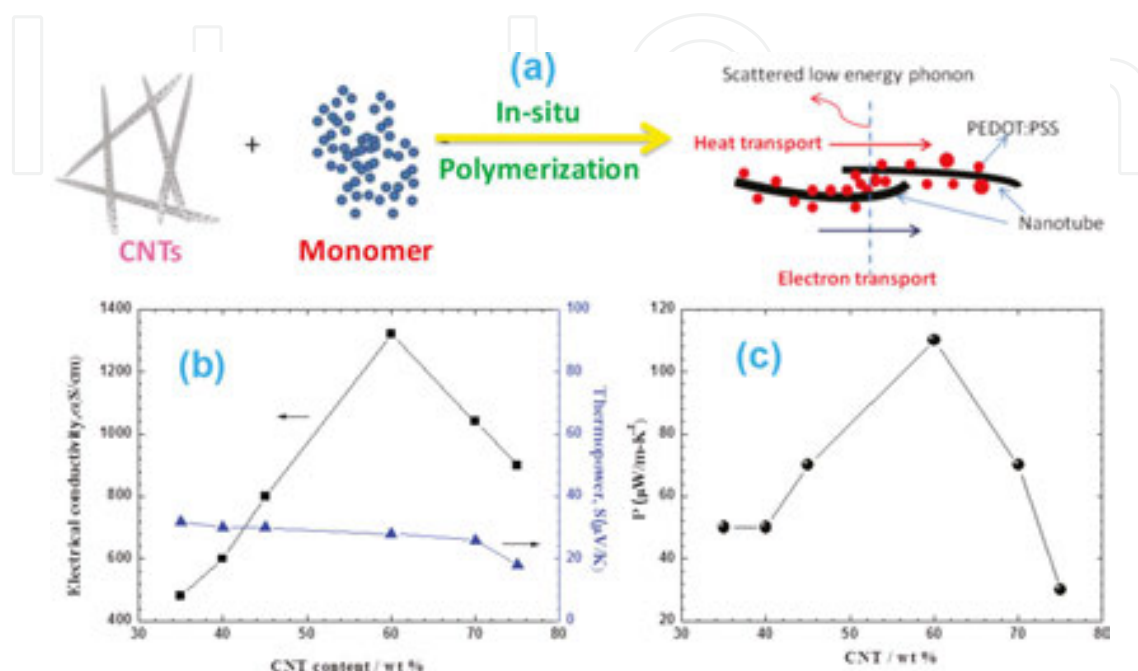 (a)
In-situ
Polymerization
+
CNTs
Monomer
Scattered low energy phonon
Heat transport
PEDOT:PSS
Nanotube
Electron transport
(b)
Electrical conductivity,σ(S/cm)
1400
1200
1000
800
600
400
Thermopower, S(μV/K)
100
80
60
40
20
0
30 40 50 60 70 80
CNT content / wt %
(c)
P (μW/m-K²)
120
100
80
60
40
20
30 40 50 60 70 80
CNT / wt %